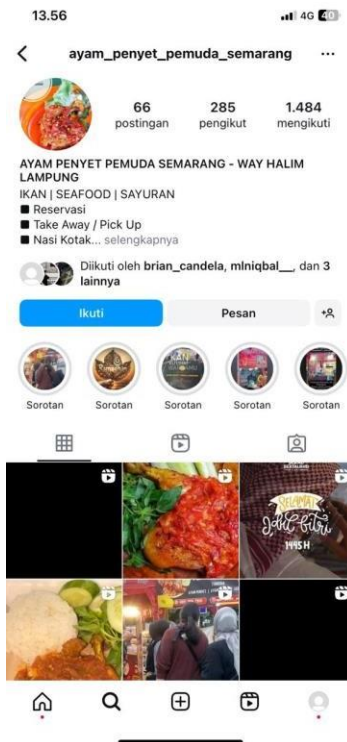 13.56
4G 40
ayam_penyet_pemuda_semarang
66
285
1.484
postingan
pengikut
mengikuti
AYAM PENYET PEMUDA SEMARANG - WAY HALIM
LAMPUNG
IKAN | SEAFOOD | SAYURAN
Reservasi
Take Away / Pick Up
Nasi Kotak... selengkapnya
Diikuti oleh brian_candela, mlniqbal__, dan 3
lainnya
Ikuti
Pesan
Sorotan
Sorotan
Sorotan
Sorotan
Sorotan
SELAMAT
Idul Fitri
1445 H